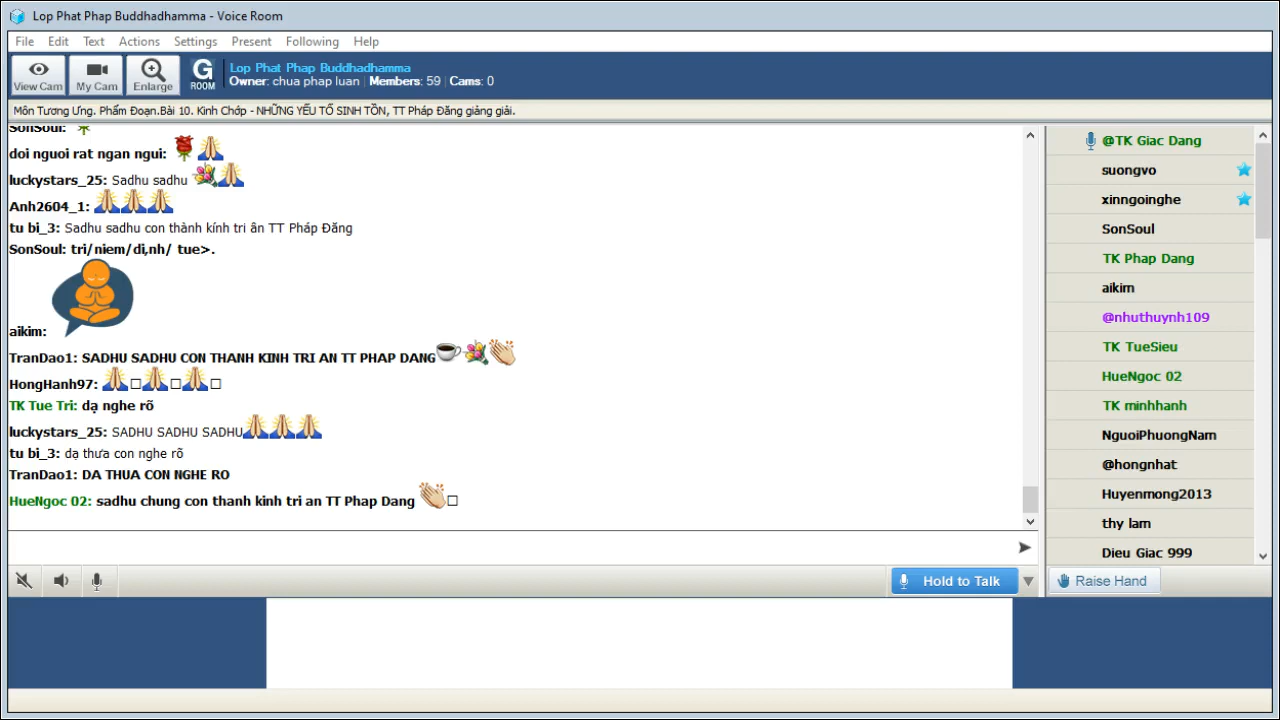 Lop Phat Phap Buddhadhamma - Voice Room
File Edit Text Actions Settings Present Following Help
View Cam My Cam Enlarge
G ROOM
Lop Phat Phap Buddhadhamma
Owner: chua phap luan | Members: 59 | Cams: 0
Môn Tương Ưng. Phẩm Đoạn.Bài 10. Kinh Chớp - NHỮNG YẾU TỐ SINH TỒN, TT Pháp Đăng giảng giải.
SonSoul:
doi nguoi rat ngan ngui:
luckystars_25: Sadhu sadhu
Anh2604_1:
tu bi_3: Sadhu sadhu con thành kính tri ân TT Pháp Đăng
SonSoul: tri/niem/di,nh/ tue>.
aikim:
TranDao1: SADHU SADHU CON THANH KINH TRI AN TT PHAP DANG
HongHanh97:
TK Tue Tri: dạ nghe rõ
luckystars_25: SADHU SADHU SADHU
tu bi_3: dạ thưa con nghe rõ
TranDao1: DA THUA CON NGHE RO
HueNgoc 02: sadhu chung con thanh kinh tri an TT Phap Dang
Hold to Talk
@TK Giac Dang
suongvo
xinngoinghe
SonSoul
TK Phap Dang
aikim
@nhuthuynh109
TK TueSieu
HueNgoc 02
TK minhhanh
NguoiPhuongNam
@hongnhat
Huyenmong2013
thy lam
Dieu Giac 999
Raise Hand